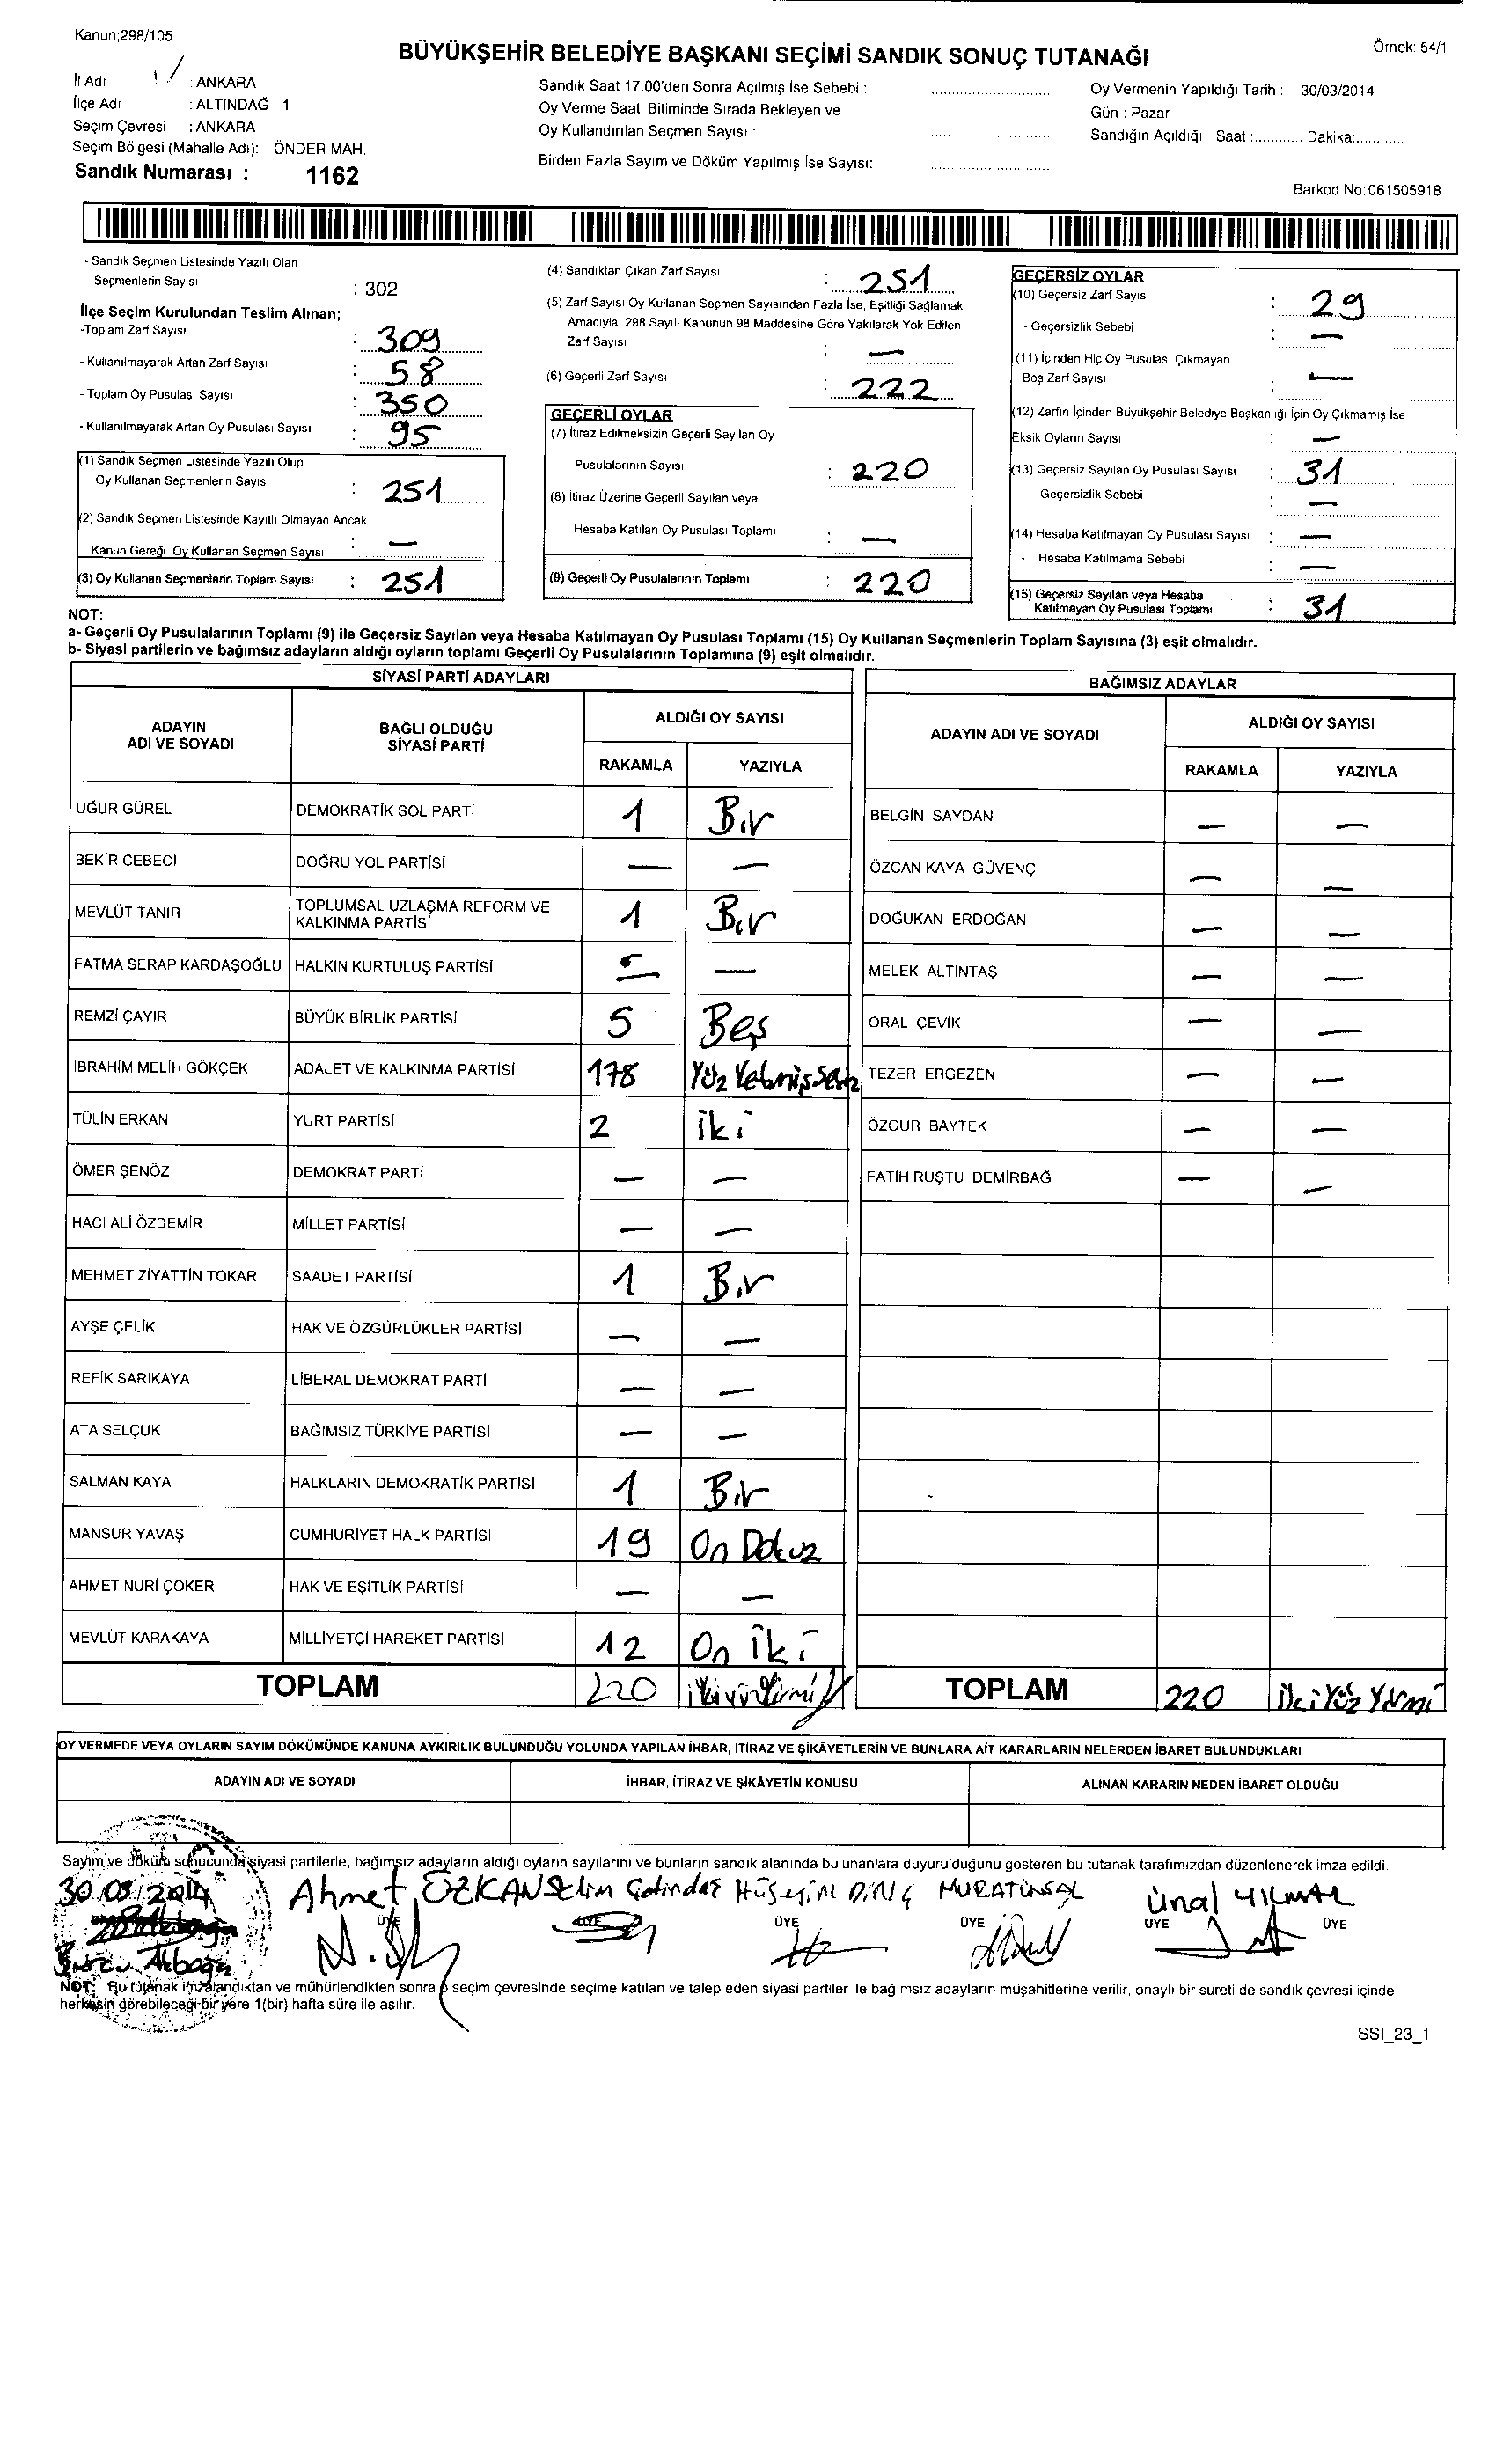 Kanun;298/105
BÜYÜKŞEHİR BELEDİYE BAŞKANI SEÇİMİ SANDIK SONUÇ TUTANAĞI
Örnek: 54/1
İl Adı : ANKARA
İlçe Adı : ALTINDAĞ - 1
Seçim Çevresi : ANKARA
Seçim Bölgesi (Mahalle Adı): ÖNDER MAH.
Sandık Numarası : 1162
Sandık Saat 17.00'den Sonra Açılmış İse Sebebi :
Oy Verme Saati Bitiminde Sırada Bekleyen ve
Oy Kullandırılan Seçmen Sayısı :
Birden Fazla Sayım ve Döküm Yapılmış İse Sayısı:
Oy Vermenin Yapıldığı Tarih : 30/03/2014
Gün : Pazar
Sandığın Açıldığı Saat :............ Dakika:............
Barkod No:061505918
- Sandık Seçmen Listesinde Yazılı Olan
Seçmenlerin Sayısı : 302
İlçe Seçim Kurulundan Teslim Alınan;
-Toplam Zarf Sayısı : 309
- Kullanılmayarak Artan Zarf Sayısı : 58
- Toplam Oy Pusulası Sayısı : 350
- Kullanılmayarak Artan Oy Pusulası Sayısı : 95
(1) Sandık Seçmen Listesinde Yazılı Olup
Oy Kullanan Seçmenlerin Sayısı : 251
(2) Sandık Seçmen Listesinde Kayıtlı Olmayan Ancak
Kanun Gereği Oy Kullanan Seçmen Sayısı : —
(3) Oy Kullanan Seçmenlerin Toplam Sayısı : 251
(4) Sandıktan Çıkan Zarf Sayısı : 251
(5) Zarf Sayısı Oy Kullanan Seçmen Sayısından Fazla İse, Eşitliği Sağlamak
Amacıyla; 298 Sayılı Kanunun 98.Maddesine Göre Yakılarak Yok Edilen
Zarf Sayısı : —
(6) Geçerli Zarf Sayısı : 222
GEÇERLİ OYLAR
(7) İtiraz Edilmeksizin Geçerli Sayılan Oy
Pusulalarının Sayısı : 220
(8) İtiraz Üzerine Geçerli Sayılan veya
Hesaba Katılan Oy Pusulası Toplamı : —
(9) Geçerli Oy Pusulalarının Toplamı : 220
GEÇERSİZ OYLAR
(10) Geçersiz Zarf Sayısı : 29
- Geçersizlik Sebebi : —
(11) İçinden Hiç Oy Pusulası Çıkmayan
Boş Zarf Sayısı : —
(12) Zarfın İçinden Büyükşehir Belediye Başkanlığı İçin Oy Çıkmamış İse
Eksik Oyların Sayısı : —
(13) Geçersiz Sayılan Oy Pusulası Sayısı : 31
- Geçersizlik Sebebi : —
(14) Hesaba Katılmayan Oy Pusulası Sayısı : —
- Hesaba Katılmama Sebebi : —
(15) Geçersiz Sayılan veya Hesaba
Katılmayan Oy Pusulası Toplamı : 31
NOT:
a- Geçerli Oy Pusulalarının Toplamı (9) ile Geçersiz Sayılan veya Hesaba Katılmayan Oy Pusulası Toplamı (15) Oy Kullanan Seçmenlerin Toplam Sayısına (3) eşit olmalıdır.
b- Siyasi partilerin ve bağımsız adayların aldığı oyların toplamı Geçerli Oy Pusulalarının Toplamına (9) eşit olmalıdır.
SİYASİ PARTİ ADAYLARI
ADAYIN ADI VE SOYADI
BAĞLI OLDUĞU SİYASİ PARTİ
ALDIĞI OY SAYISI
RAKAMLA YAZIYLA
UĞUR GÜREL DEMOKRATİK SOL PARTİ 1 Bir
BEKİR CEBECİ DOĞRU YOL PARTİSİ — —
MEVLÜT TANIR TOPLUMSAL UZLAŞMA REFORM VE KALKINMA PARTİSİ 1 Bir
FATMA SERAP KARDAŞOĞLU HALKIN KURTULUŞ PARTİSİ — —
REMZİ ÇAYIR BÜYÜK BİRLİK PARTİSİ 5 Beş
İBRAHİM MELİH GÖKÇEK ADALET VE KALKINMA PARTİSİ 178 Yüz Yetmiş Sekiz
TÜLİN ERKAN YURT PARTİSİ 2 iki
ÖMER ŞENÖZ DEMOKRAT PARTİ — —
HACI ALİ ÖZDEMİR MİLLET PARTİSİ — —
MEHMET ZİYATTİN TOKAR SAADET PARTİSİ 1 Bir
AYŞE ÇELİK HAK VE ÖZGÜRLÜKLER PARTİSİ — —
REFİK SARIKAYA LİBERAL DEMOKRAT PARTİ — —
ATA SELÇUK BAĞIMSIZ TÜRKİYE PARTİSİ — —
SALMAN KAYA HALKLARIN DEMOKRATİK PARTİSİ 1 Bir
MANSUR YAVAŞ CUMHURİYET HALK PARTİSİ 19 On Dokuz
AHMET NURİ ÇOKER HAK VE EŞİTLİK PARTİSİ — —
MEVLÜT KARAKAYA MİLLİYETÇİ HAREKET PARTİSİ 12 On İki
TOPLAM 220 ikiyüzyirmi
BAĞIMSIZ ADAYLAR
ADAYIN ADI VE SOYADI
ALDIĞI OY SAYISI
RAKAMLA YAZIYLA
BELGİN SAYDAN — —
ÖZCAN KAYA GÜVENÇ — —
DOĞUKAN ERDOĞAN — —
MELEK ALTINTAŞ — —
ORAL ÇEVİK — —
TEZER ERGEZEN — —
ÖZGÜR BAYTEK — —
FATİH RÜŞTÜ DEMİRBAĞ — —
TOPLAM 220 İki Yüz Yirmi
OY VERMEDE VEYA OYLARIN SAYIM DÖKÜMÜNDE KANUNA AYKIRILIK BULUNDUĞU YOLUNDA YAPILAN İHBAR, İTİRAZ VE ŞİKÂYETLERİN VE BUNLARA AİT KARARLARIN NELERDEN İBARET BULUNDUKLARI
ADAYIN ADI VE SOYADI İHBAR, İTİRAZ VE ŞİKÂYETİN KONUSU ALINAN KARARIN NEDEN İBARET OLDUĞU
Sayım ve döküm sonucunda siyasi partilerle, bağımsız adayların aldığı oyların sayılarını ve bunların sandık alanında bulunanlara duyurulduğunu gösteren bu tutanak tarafımızdan düzenlenerek imza edildi.
30/03/2014 Ahmet ÖZKAN Selim Hüseyin DİNÇ MURAT ÜNSAL Ünal YILMAZ
ÜYE ÜYE ÜYE ÜYE ÜYE ÜYE
Burcu Akboğa
NOT: Bu tutanak imzalandıktan ve mühürlendikten sonra o seçim çevresinde seçime katılan ve talep eden siyasi partiler ile bağımsız adayların müşahitlerine verilir, onaylı bir sureti de sandık çevresi içinde
herkesin görebileceği bir yere 1(bir) hafta süre ile asılır.
SSI_23_1